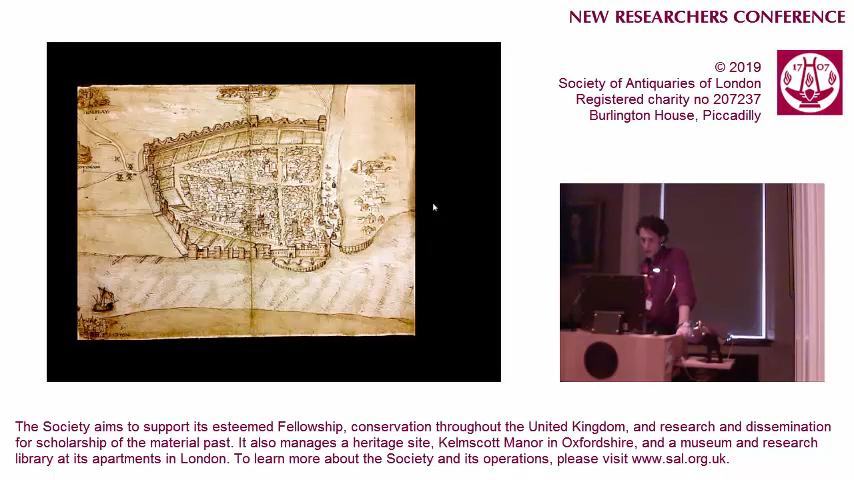 NEW RESEARCHERS CONFERENCE
© 2019
Society of Antiquaries of London
Registered charity no 207237
Burlington House, Piccadilly
17 07
The Society aims to support its esteemed Fellowship, conservation throughout the United Kingdom, and research and dissemination
for scholarship of the material past. It also manages a heritage site, Kelmscott Manor in Oxfordshire, and a museum and research
library at its apartments in London. To learn more about the Society and its operations, please visit www.sal.org.uk.